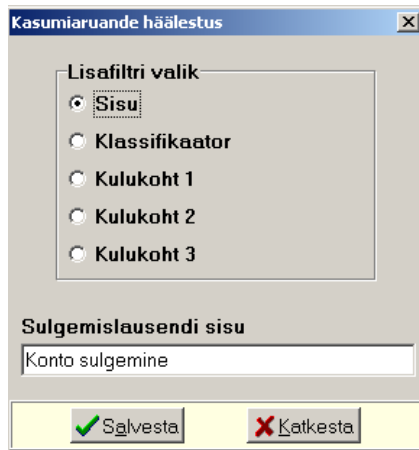 Kasumiaruande häälestus
Lisafiltri valik
Sisu
Klassifikaator
Kulukoht 1
Kulukoht 2
Kulukoht 3
Sulgemislausendi sisu
Konto sulgemine
Salvesta
Katkesta